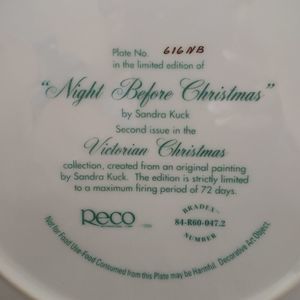 Plate No. 616NB
in the limited edition of
"Night Before Christmas"
by Sandra Kuck
Second issue in the
Victorian Christmas
collection, created from an original painting
by Sandra Kuck. The edition is strictly limited
to a maximum firing period of 72 days.
Reco
BRADEX
84-R60-047.2
NUMBER
Not for Food Use-Food Consumed from this Plate may be Harmful. Decorative Art Object.